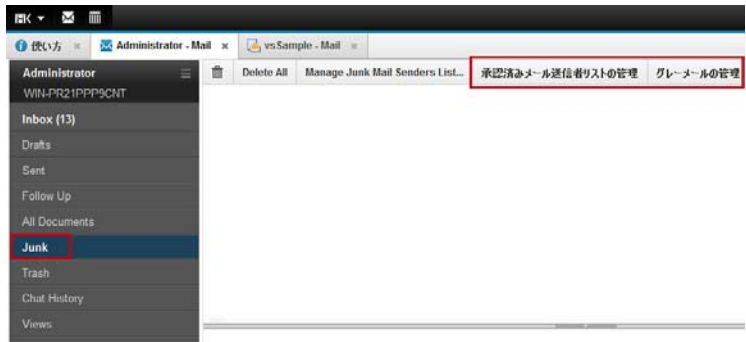 使い方 Administrator - Mail vs.Sample - Mail
Administrator Delete All Manage Junk Mail Senders List... 承認済みメール送信者リストの管理 グレーメールの管理
WIN-PR21PPP9CNT
Inbox (13)
Drafts
Sent
Follow Up
All Documents
Junk
Trash
Chat History
Views